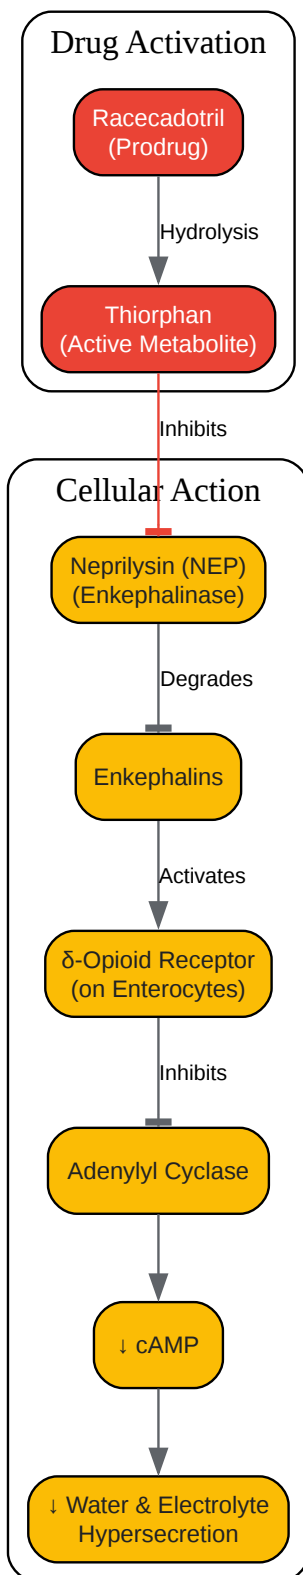 Drug Activation
Racecadotril
(Prodrug)
Hydrolysis
Thiorphan
(Active Metabolite)
Inhibits
Cellular Action
Neprilysin (NEP)
(Enkephalinase)
Degrades
Enkephalins
Activates
δ-Opioid Receptor
(on Enterocytes)
Inhibits
Adenylyl Cyclase
↓ cAMP
↓ Water & Electrolyte
Hypersecretion